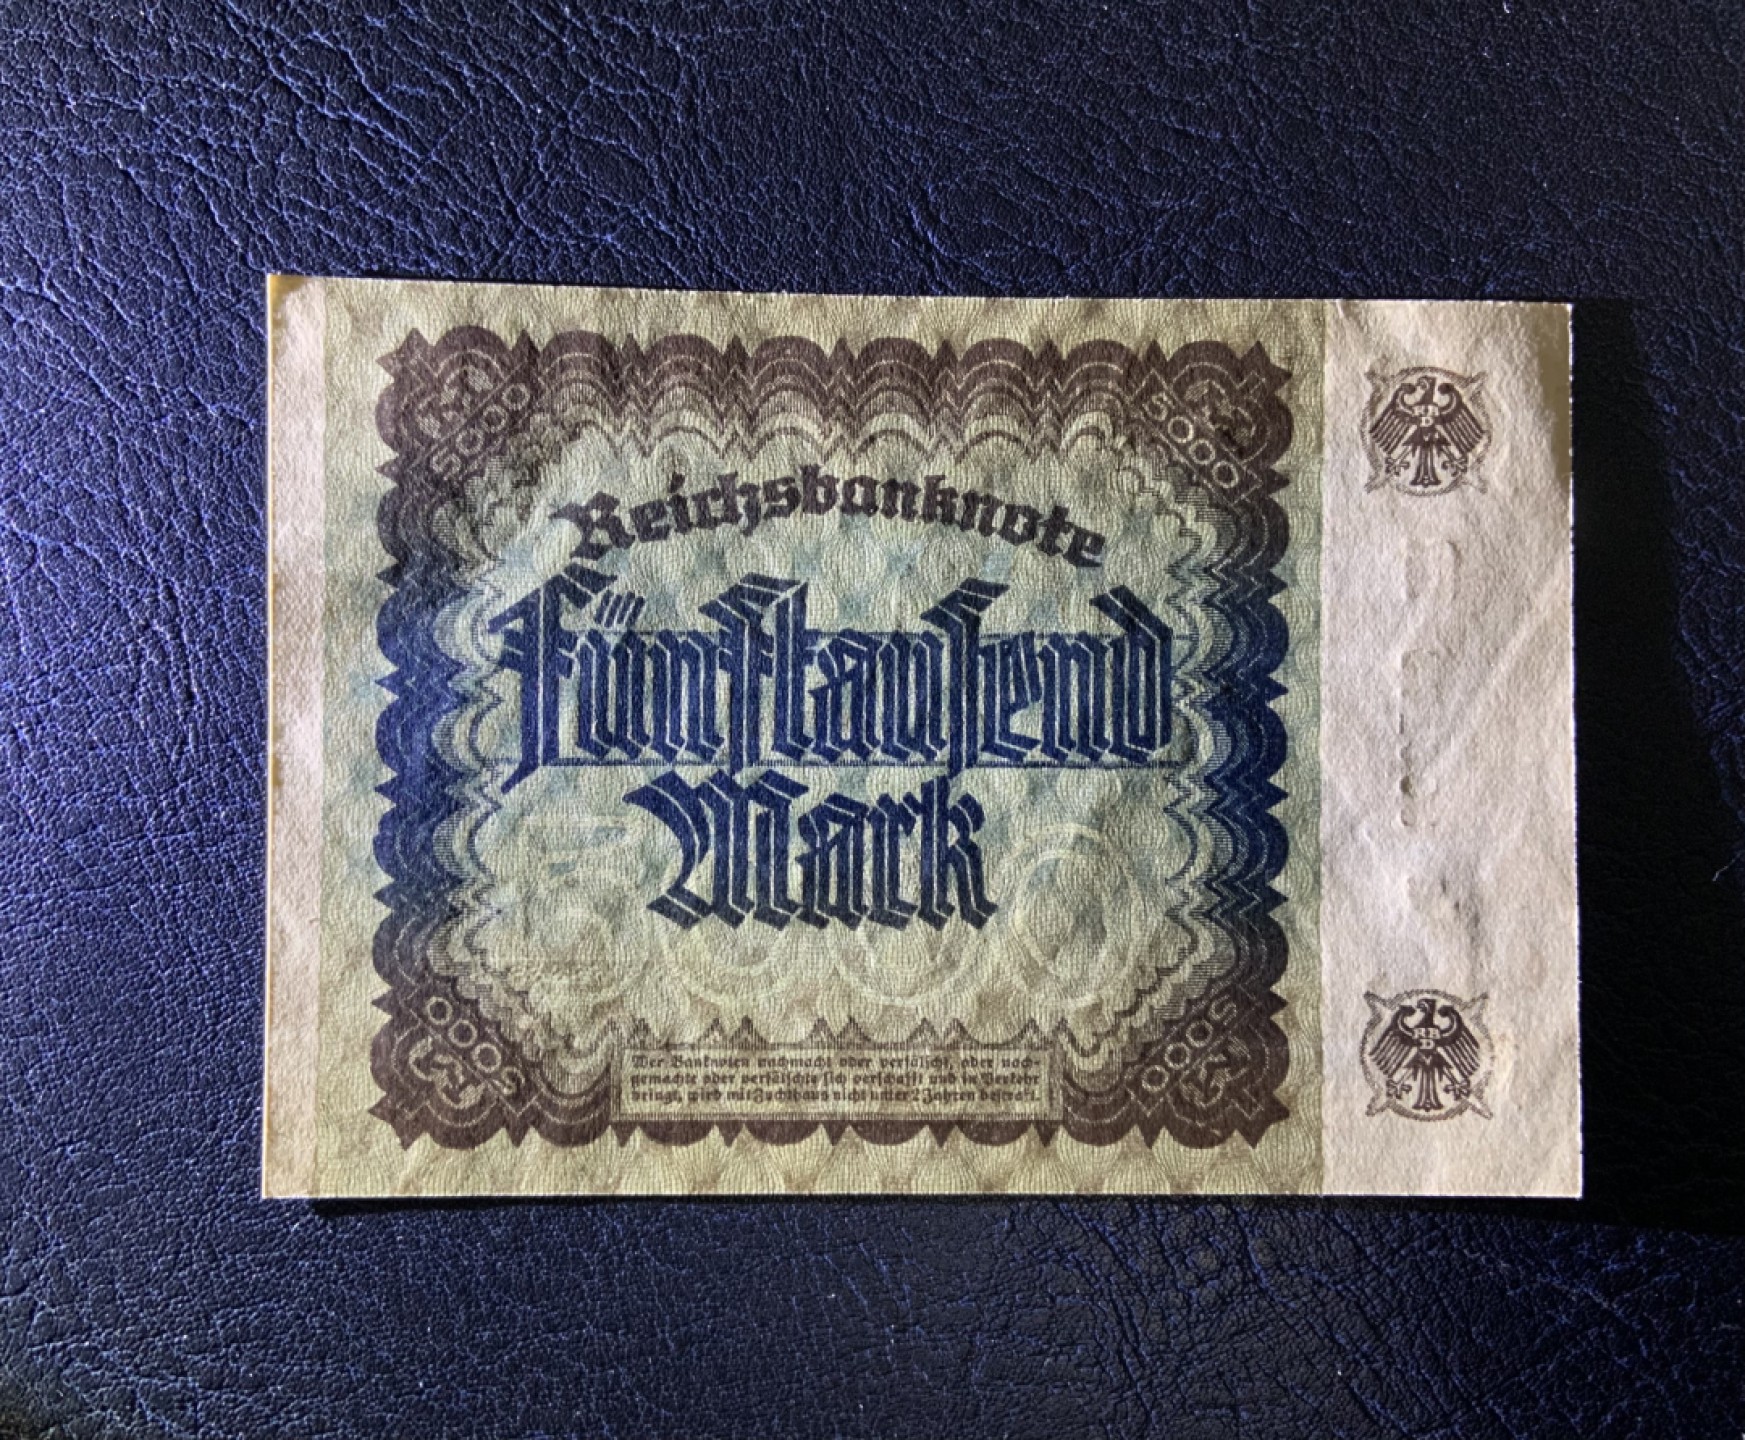 5000 5000
Reichsbanknote
Fünftausend
Mark
5000 5000
Wer Banknoten nachmacht oder verfälscht, oder nach-
gemachte oder verfälschte sich verschafft und in Verkehr
bringt, wird mit Zuchthaus nicht unter 2 Jahren bestraft.